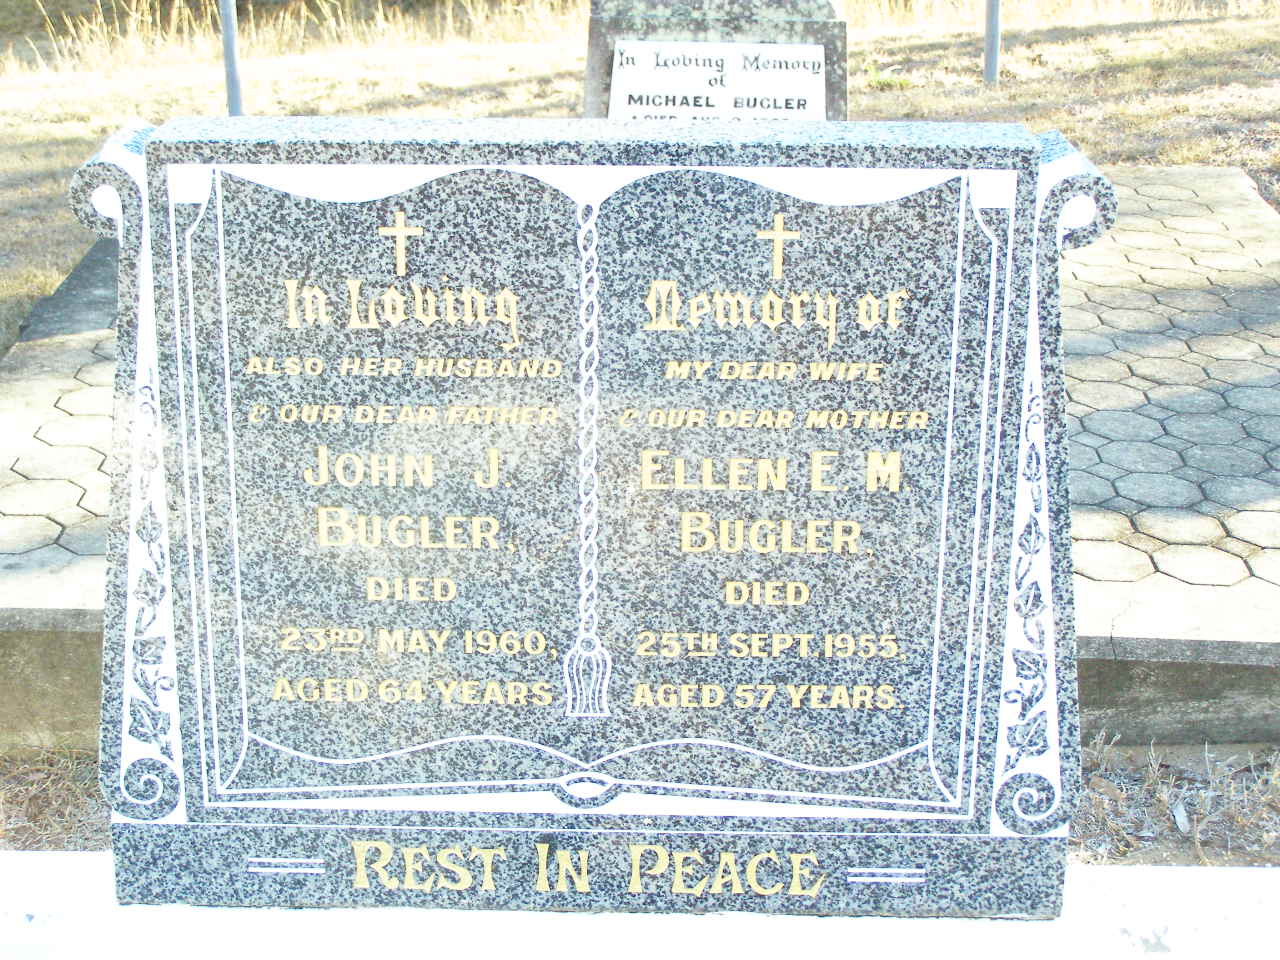 In Loving Memory
of
MICHAEL BUGLER
In Loving Memory of
ALSO HER HUSBAND
& OUR DEAR FATHER
JOHN J.
BUGLER,
DIED
23RD MAY 1960,
AGED 64 YEARS
MY DEAR WIFE
& OUR DEAR MOTHER
ELLEN E. M.
BUGLER,
DIED
25TH SEPT. 1955,
AGED 57 YEARS.
REST IN PEACE